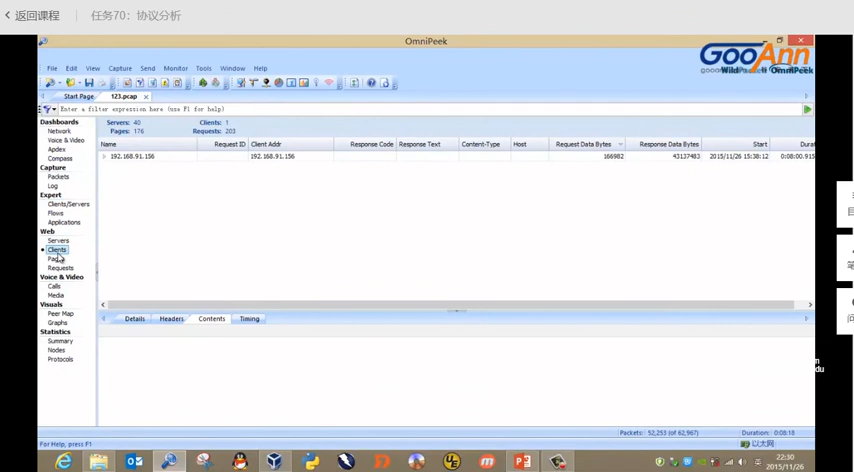 返回课程 任务70：协议分析
OmniPeek
GooAnn
WildPackets OmniPeek
File Edit View Capture Send Monitor Tools Window Help
Start Page 123.pcap
Enter a filter expression here (use F1 for help)
Dashboards
Network
Voice & Video
Apdex
Compass
Capture
Packets
Log
Expert
Clients/Servers
Flows
Applications
Web
Servers
Clients
Requests
Voice & Video
Calls
Media
Visuals
Peer Map
Graphs
Statistics
Summary
Nodes
Protocols
Servers: 40 Clients: 1
Pages: 176 Requests: 203
Name Request ID Client Addr Response Code Response Text Content-Type Host Request Data Bytes Response Data Bytes Start
192.168.91.156 192.168.91.156 166982 43137483 2015/11/26 15:38:12 0:08:00.915
Details Headers Contents Timing
Packets: 52,253 (of 62,967) Duration: 0:08:18
For Help, press F1 以太网
22:30
2015/11/26